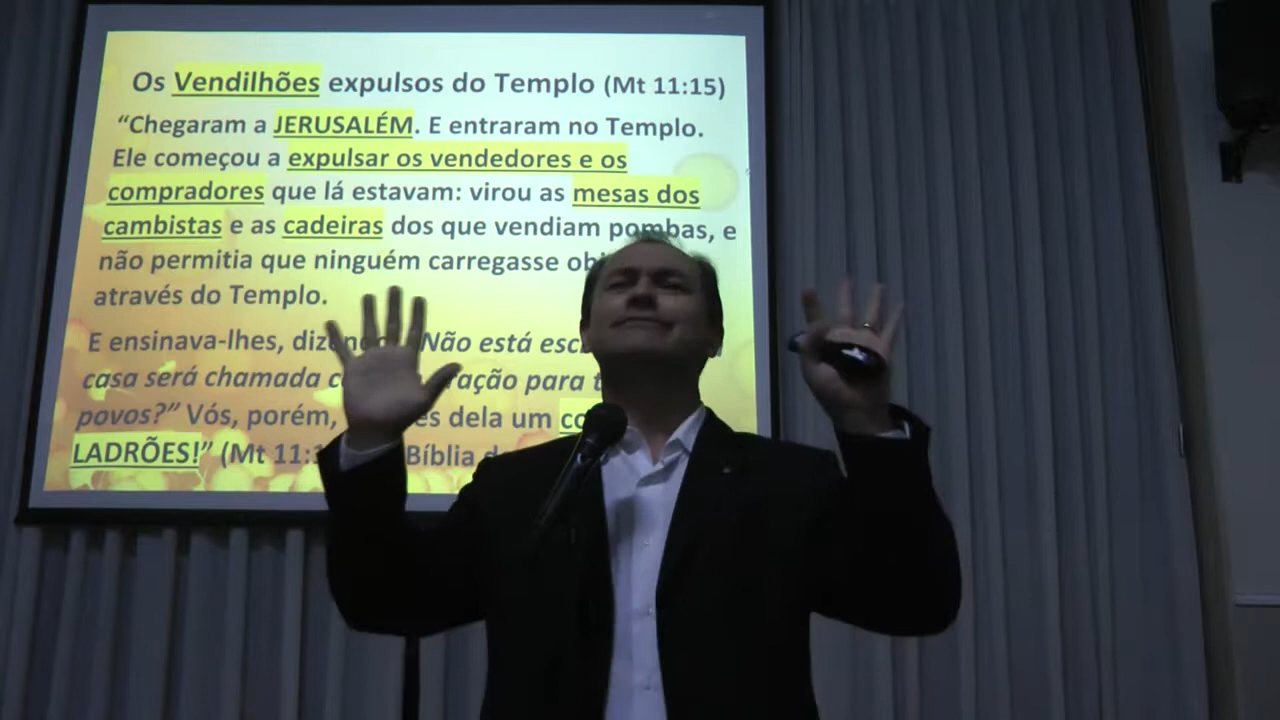 Os Vendilhões expulsos do Templo (Mt 11:15)
“Chegaram a JERUSALÉM. E entraram no Templo.
Ele começou a expulsar os vendedores e os
compradores que lá estavam: virou as mesas dos
cambistas e as cadeiras dos que vendiam pombas, e
não permitia que ninguém carregasse
através do Templo.
E ensinava-lhes, Não está
casa será chamada para
povos?” Vós, porém, dela um
LADRÕES!” (Mt Bíblia